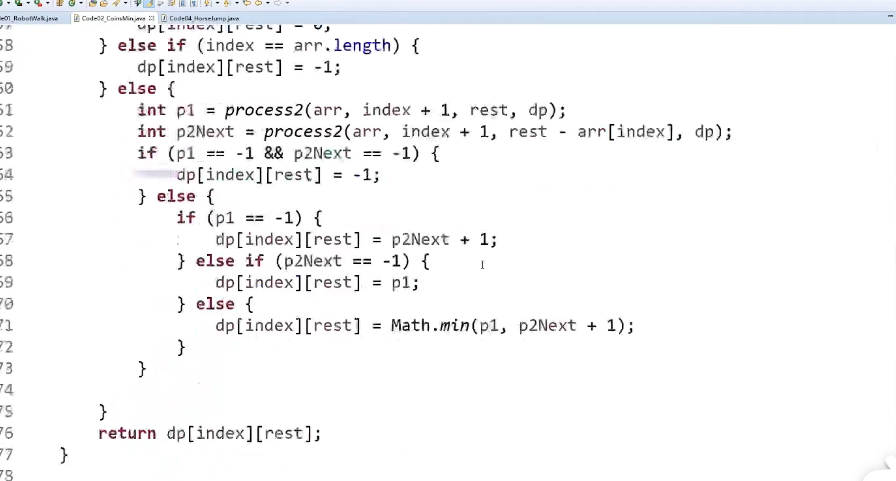 de01_RobotWalk.java Code02_CoinsMin.java Code04_HorseJump.java
57 dp[index][rest] = 0;
58 } else if (index == arr.length) {
59 dp[index][rest] = -1;
60 } else {
61 int p1 = process2(arr, index + 1, rest, dp);
62 int p2Next = process2(arr, index + 1, rest - arr[index], dp);
63 if (p1 == -1 && p2Next == -1) {
64 dp[index][rest] = -1;
65 } else {
66 if (p1 == -1) {
67 dp[index][rest] = p2Next + 1;
68 } else if (p2Next == -1) {
69 dp[index][rest] = p1;
70 } else {
71 dp[index][rest] = Math.min(p1, p2Next + 1);
72 }
73 }
74
75 }
76 return dp[index][rest];
77 }
78